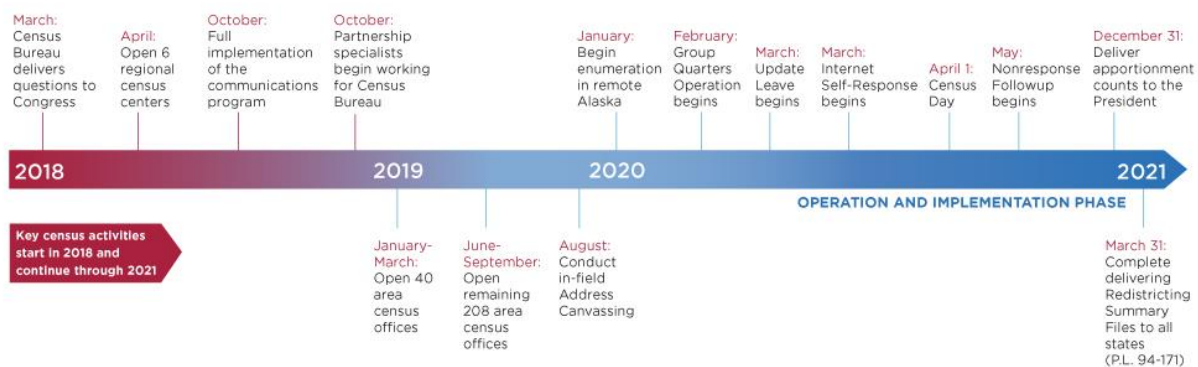 March:
Census
Bureau
delivers
questions to
Congress
April:
Open 6
regional
census
centers
October:
Full
implementation
of the
communications
program
October:
Partnership
specialists
begin working
for Census
Bureau
January:
Begin
enumeration
in remote
Alaska
February:
Group
Quarters
Operation
begins
March:
Update
Leave
begins
March:
Internet
Self-Response
begins
April 1:
Census
Day
May:
Nonresponse
Followup
begins
December 31:
Deliver
apportionment
counts to the
President
2018
2019
2020
2021
OPERATION AND IMPLEMENTATION PHASE
Key census activities
start in 2018 and
continue through 2021
January-
March:
Open 40
area
census
offices
June-
September:
Open
remaining
208 area
census
offices
August:
Conduct
in-field
Address
Canvassing
March 31:
Complete
delivering
Redistricting
Summary
Files to all
states
(P.L. 94-171)